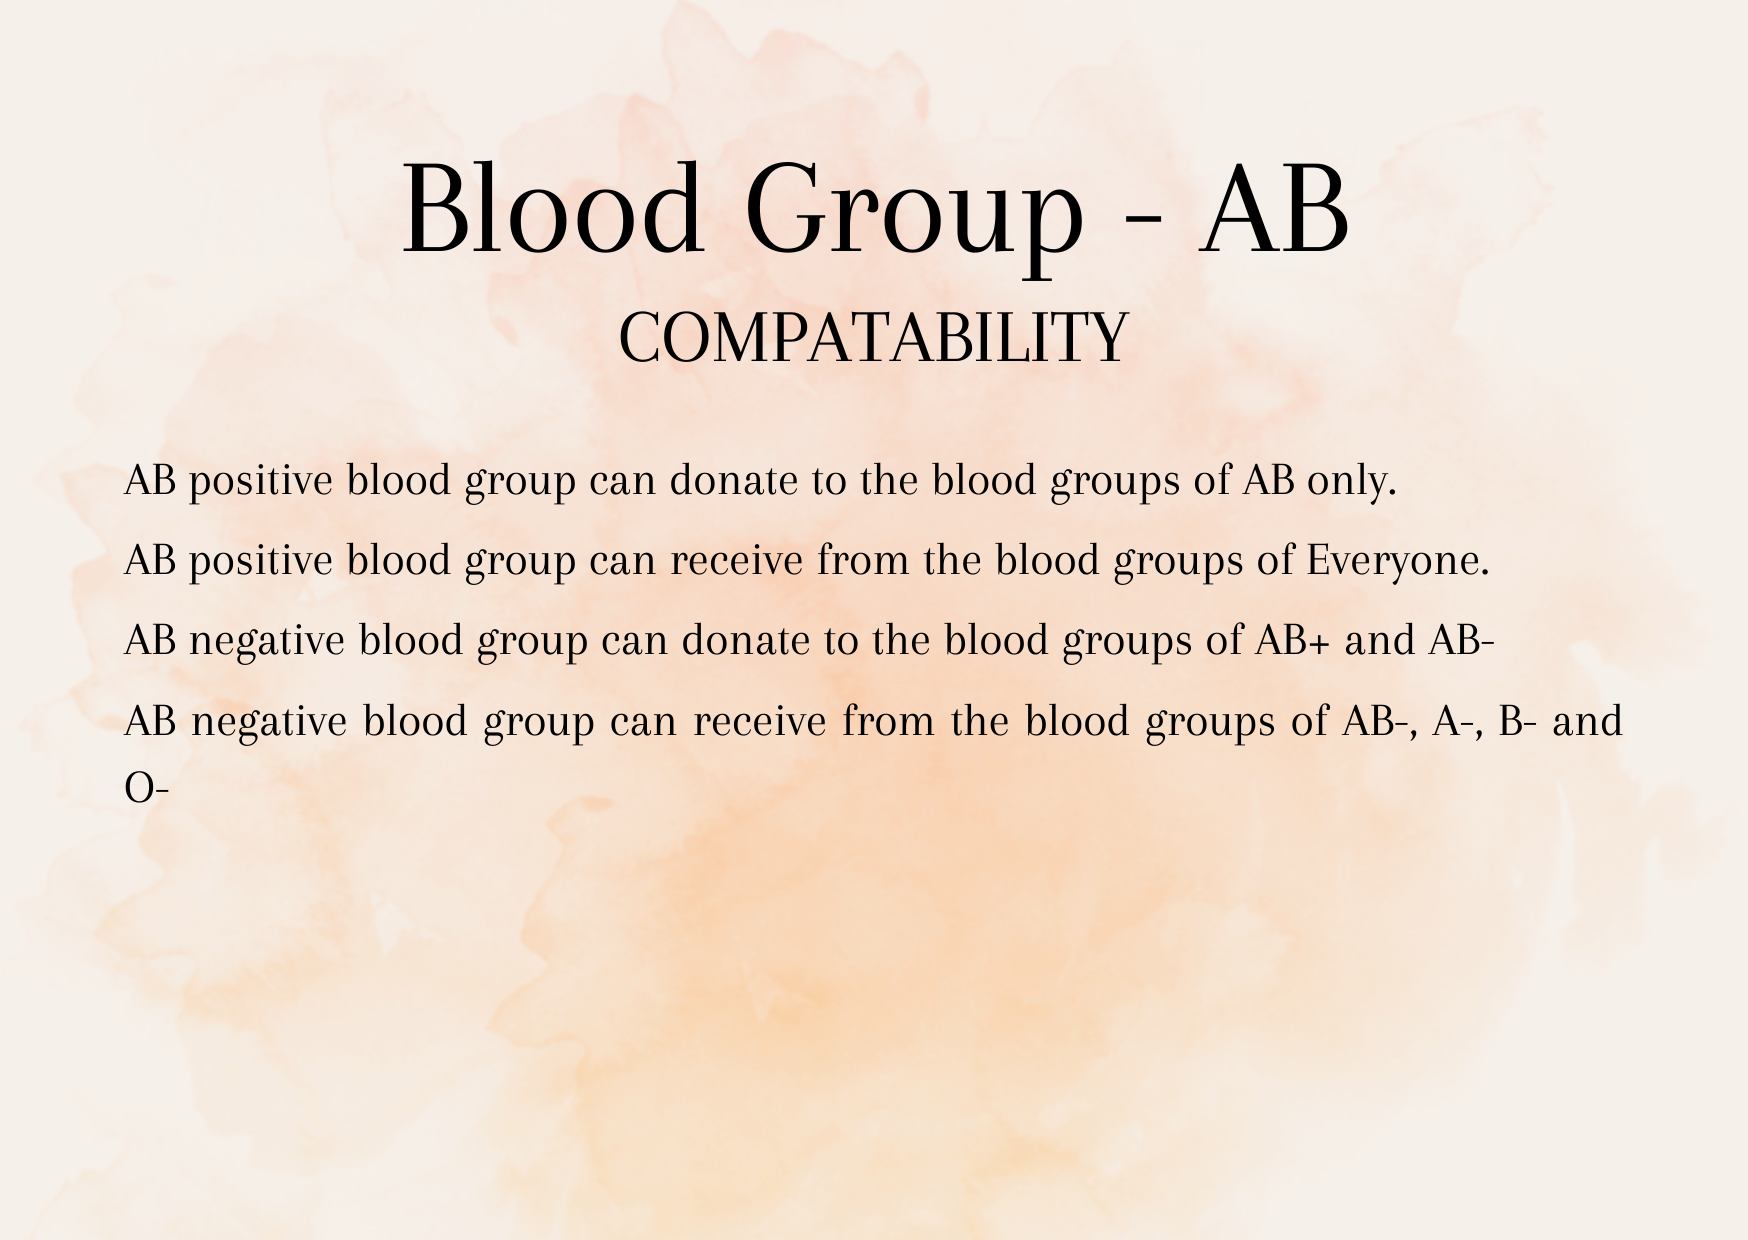 Blood Group - AB
COMPATABILITY
AB positive blood group can donate to the blood groups of AB only.
AB positive blood group can receive from the blood groups of Everyone.
AB negative blood group can donate to the blood groups of AB+ and AB-
AB negative blood group can receive from the blood groups of AB-, A-, B- and
O-